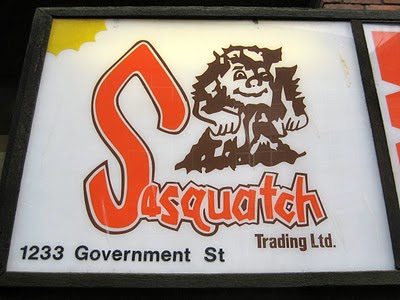 Sasquatch
Trading Ltd.
1233 Government St